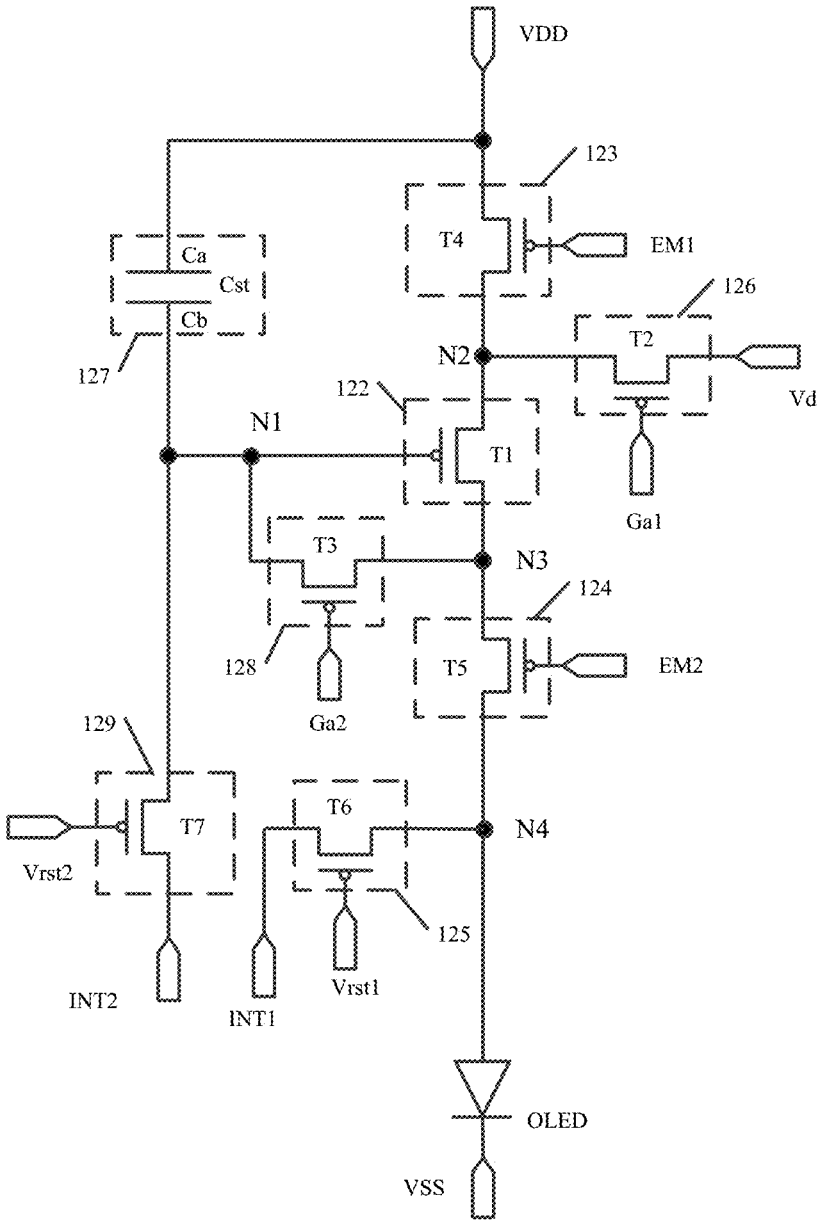 VDD
123
T4
EM1
Ca
Cst
Cb
127
126
N2
T2
Vd
122
N1
T1
Ga1
T3
N3
124
128
T5
EM2
Ga2
129
T6
T7
N4
Vrst2
125
Vrst1
INT2
INT1
OLED
VSS